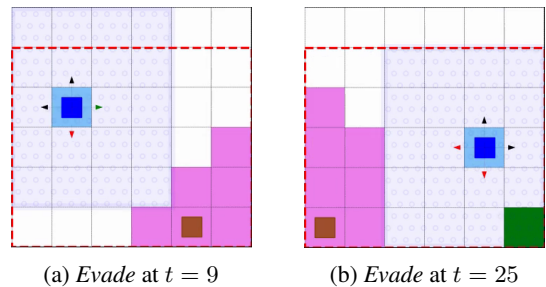 (a) Evade at t = 9
(b) Evade at t = 25